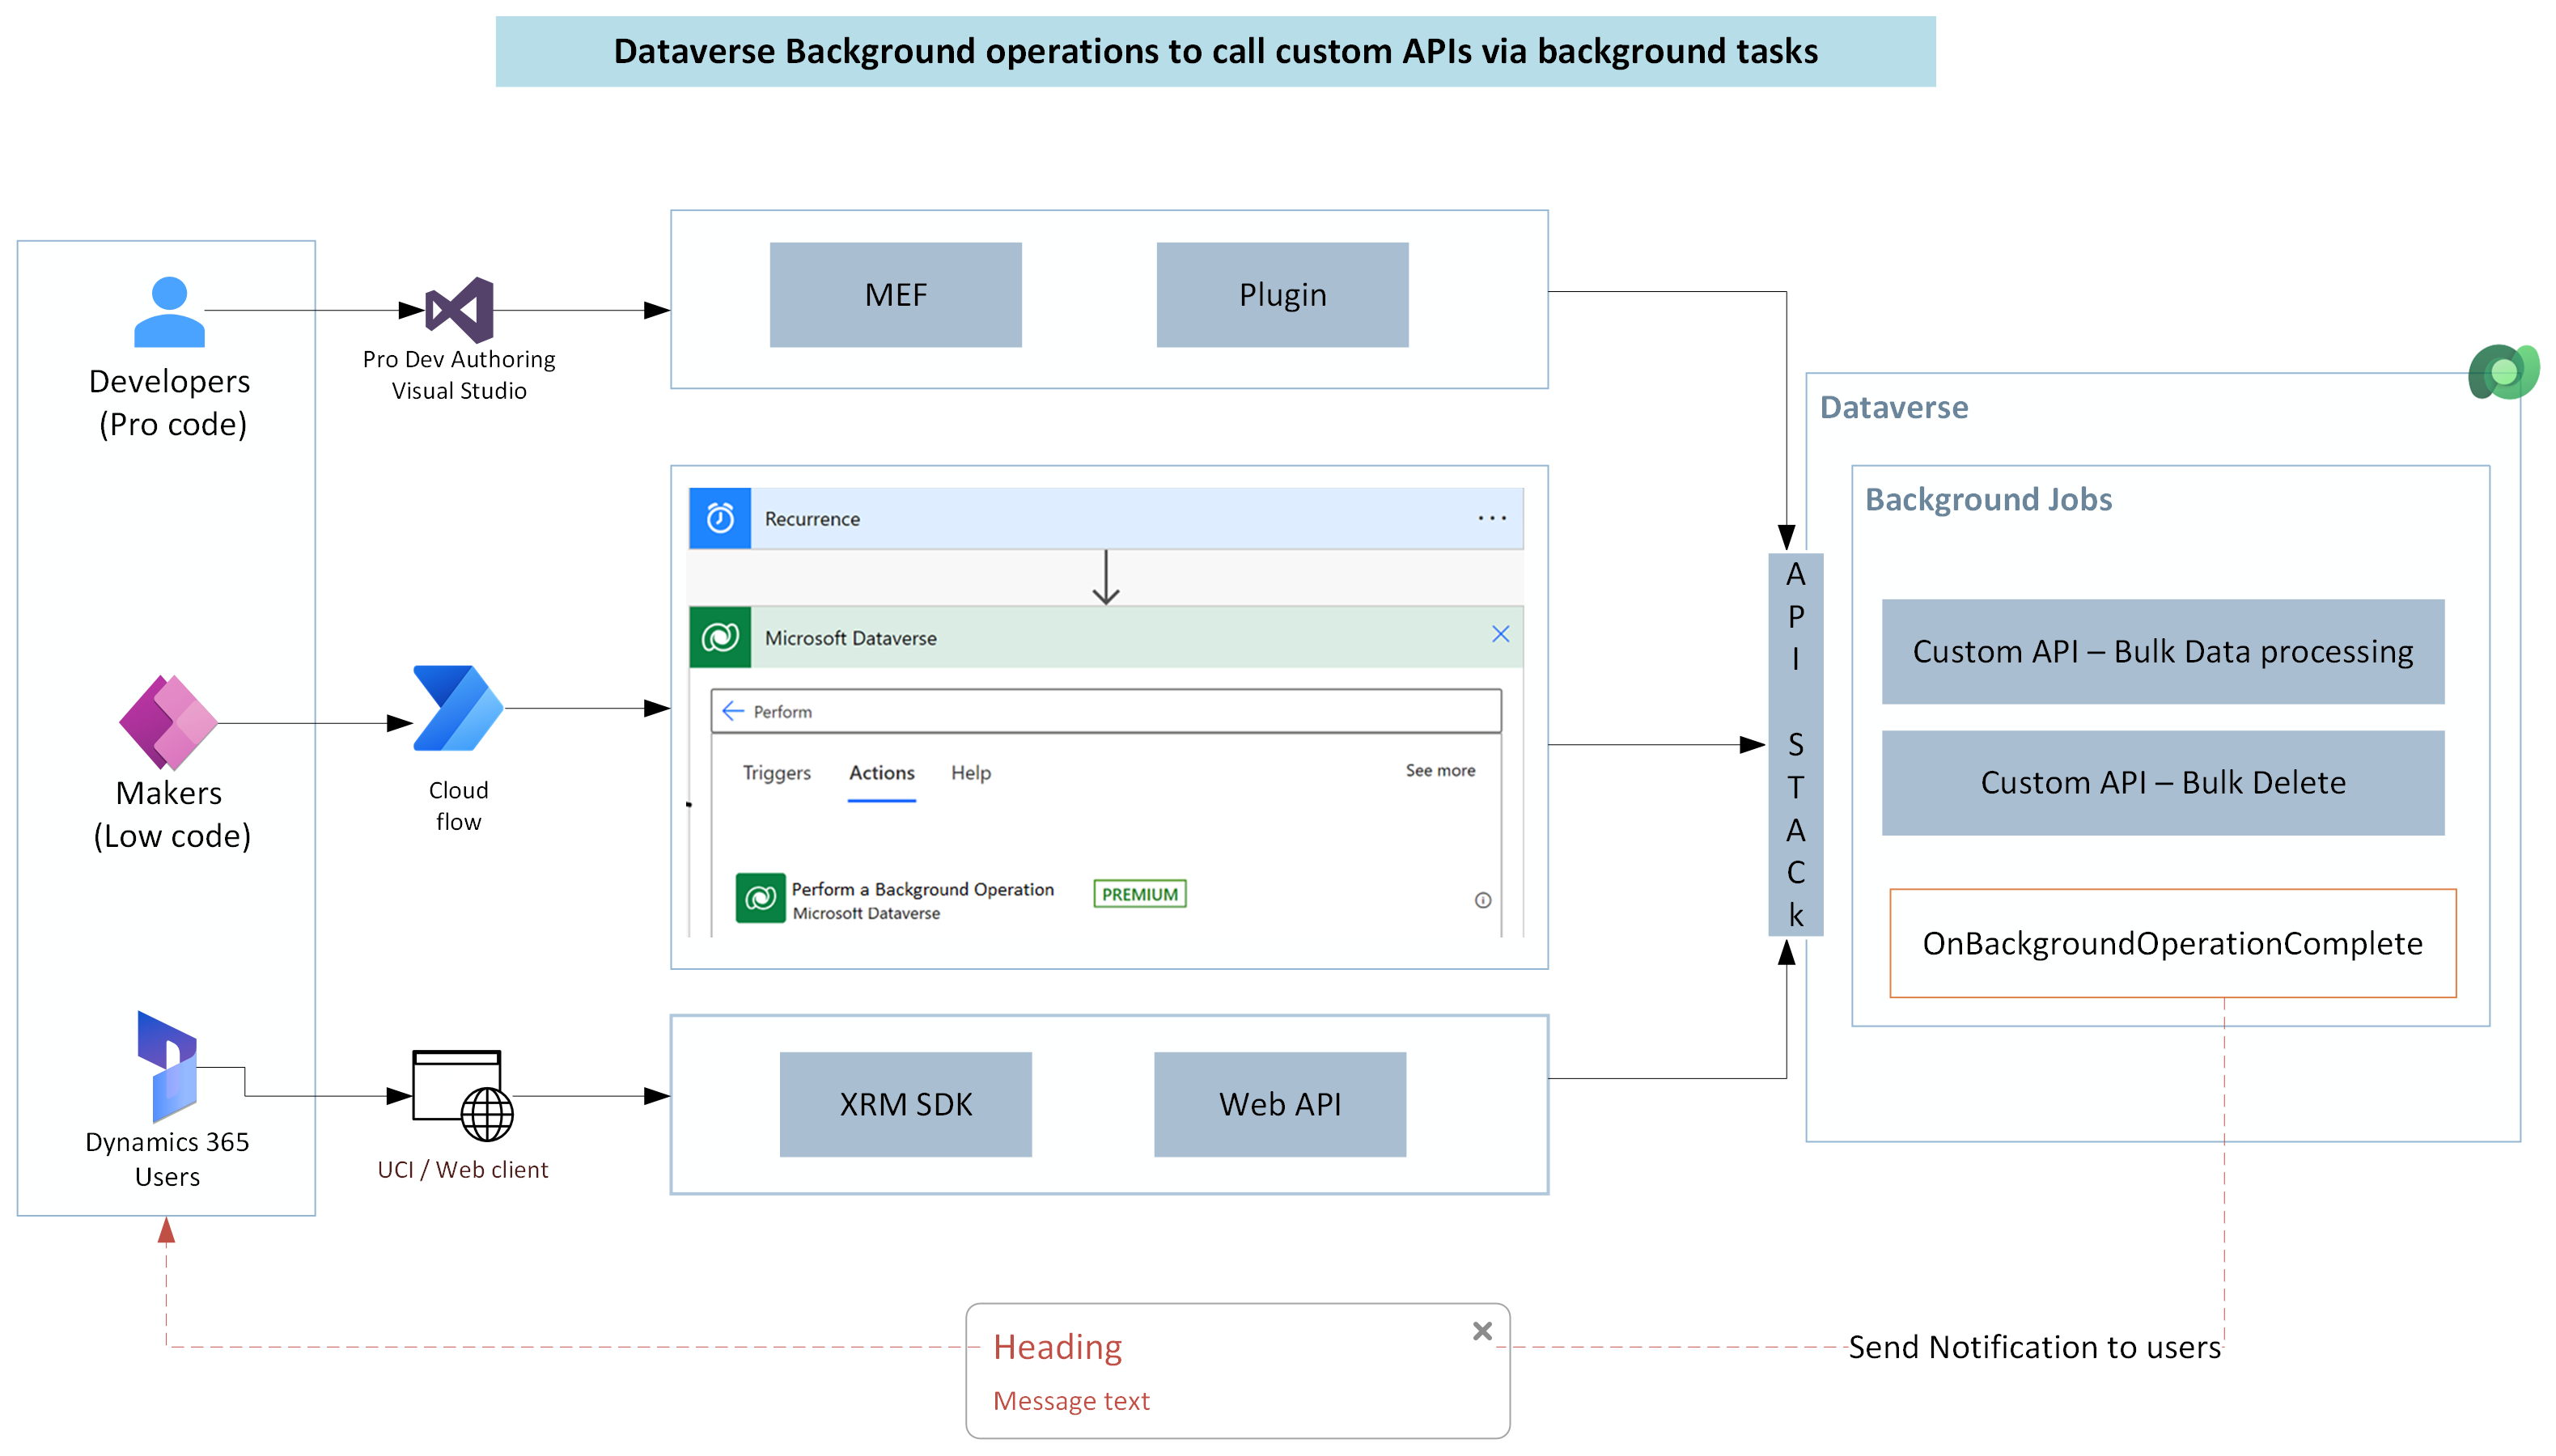 Dataverse Background operations to call custom APIs via background tasks
Developers
(Pro code)
Pro Dev Authoring
Visual Studio
MEF
Plugin
Makers
(Low code)
Cloud
flow
Recurrence
Microsoft Dataverse
Perform
Triggers
Actions
Help
See more
Perform a Background Operation
Microsoft Dataverse
PREMIUM
Dynamics 365
Users
UCI / Web client
XRM SDK
Web API
API STACk
Dataverse
Background Jobs
Custom API – Bulk Data processing
Custom API – Bulk Delete
OnBackgroundOperationComplete
Send Notification to users
Heading
Message text